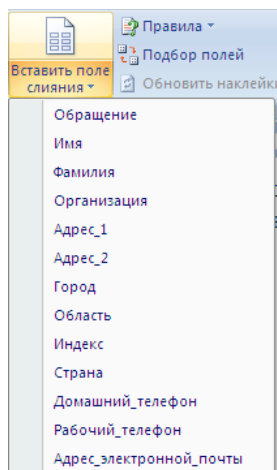 Правила
Подбор полей
Вставить поле
слияния
Обновить наклейки
Обращение
Имя
Фамилия
Организация
Адрес_1
Адрес_2
Город
Область
Индекс
Страна
Домашний_телефон
Рабочий_телефон
Адрес_электронной_почты